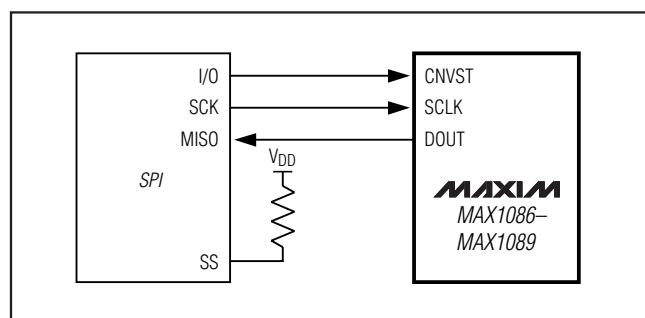 I/O
CNVST
SCK
SCLK
MISO
DOUT
VDD
SPI
MAXIM
MAX1086–
MAX1089
SS